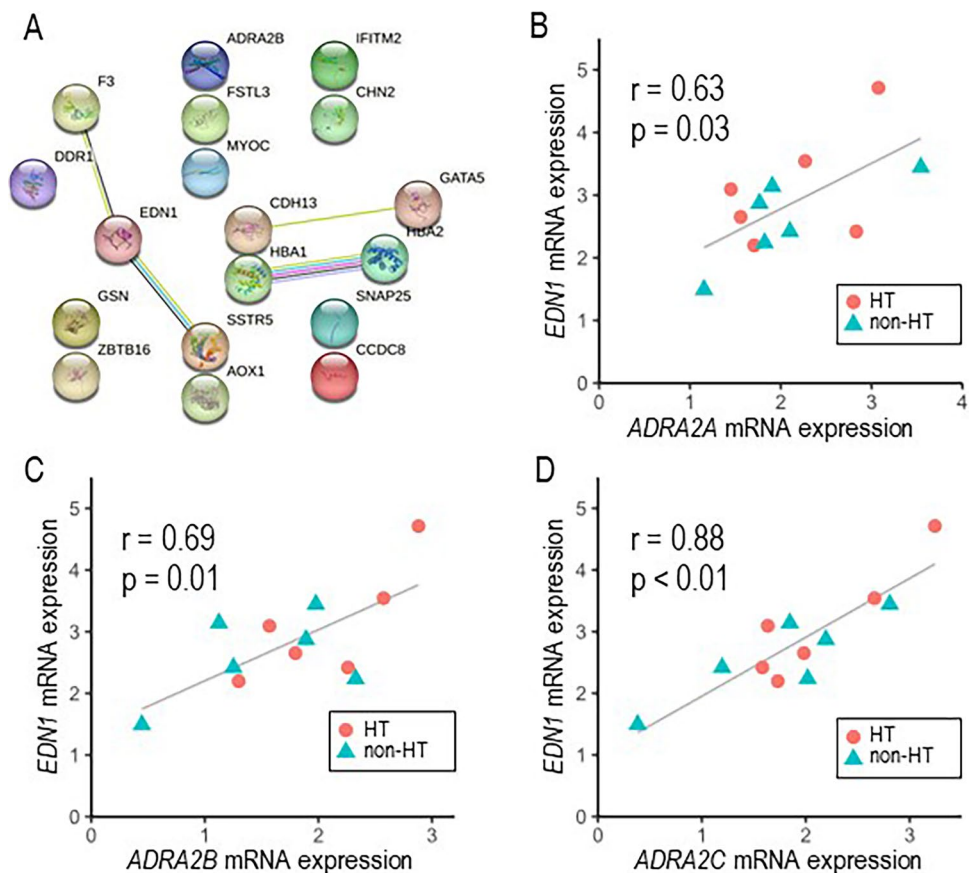 A
ADRA2B
IFITM2
F3
FSTL3
CHN2
DDR1
MYOC
GATA5
EDN1
CDH13
HBA2
HBA1
GSN
SSTR5
SNAP25
ZBTB16
AOX1
CCDC8
B
r = 0.63
p = 0.03
EDN1 mRNA expression
5
4
3
2
1
0
HT
non-HT
0 1 2 3 4
ADRA2A mRNA expression
C
r = 0.69
p = 0.01
EDN1 mRNA expression
5
4
3
2
1
0
HT
non-HT
0 1 2 3
ADRA2B mRNA expression
D
r = 0.88
p < 0.01
EDN1 mRNA expression
5
4
3
2
1
0
HT
non-HT
0 1 2 3
ADRA2C mRNA expression